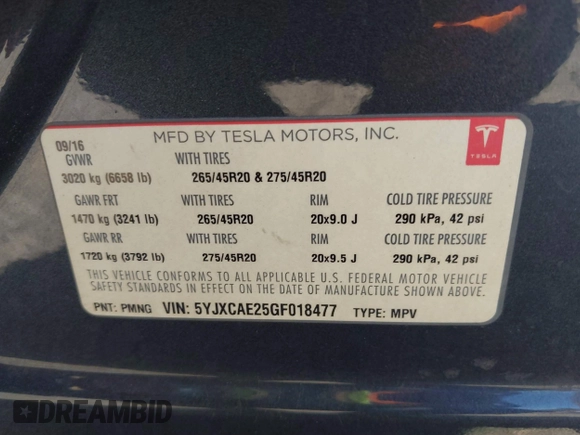 09/16 MFD BY TESLA MOTORS, INC.
TESLA
GVWR WITH TIRES
3020 kg (6658 lb) 265/45R20 & 275/45R20
GAWR FRT WITH TIRES RIM COLD TIRE PRESSURE
1470 kg (3241 lb) 265/45R20 20x9.0 J 290 kPa, 42 psi
GAWR RR WITH TIRES RIM COLD TIRE PRESSURE
1720 kg (3792 lb) 275/45R20 20x9.5 J 290 kPa, 42 psi
THIS VEHICLE CONFORMS TO ALL APPLICABLE U.S. FEDERAL MOTOR VEHICLE
SAFETY STANDARDS IN EFFECT ON THE DATE OF MANUFACTURE SHOWN ABOVE.
PNT: PMNG VIN: 5YJXCAE25GF018477 TYPE: MPV
DREAMBID